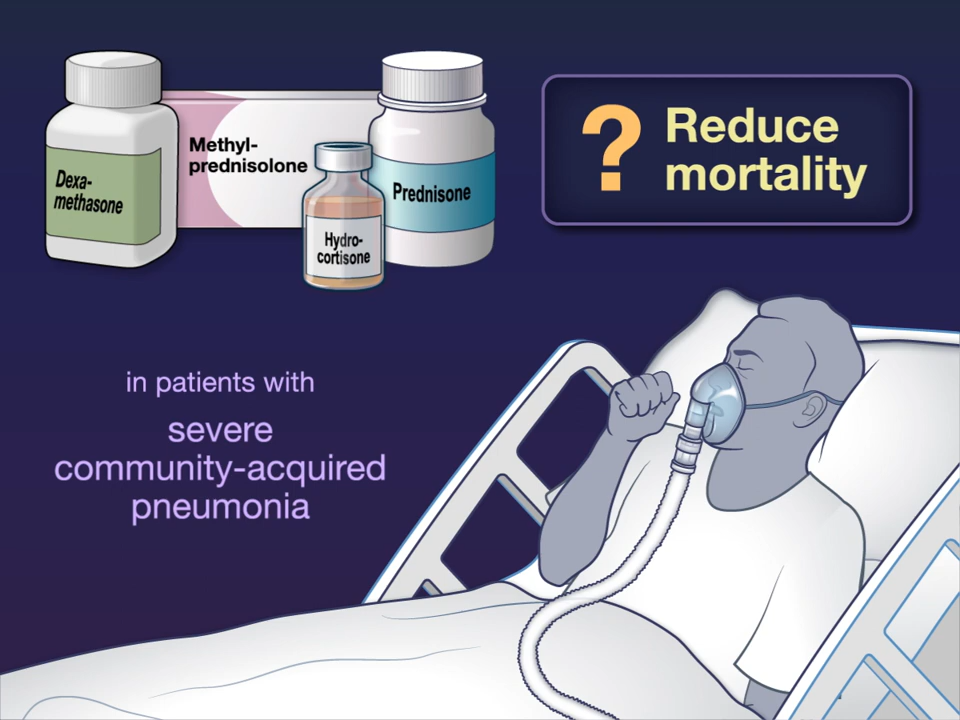 Dexa-
methasone
Methyl-
prednisolone
Hydro-
cortisone
Prednisone
? Reduce
mortality
in patients with
severe
community-acquired
pneumonia